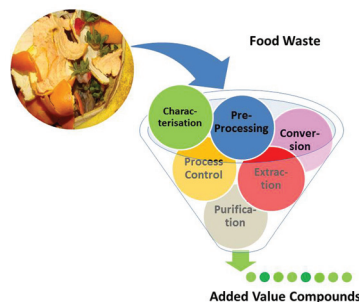 Food Waste
Charac-
terisation
Pre-
Processing
Conver-
sion
Process
Control
Extrac-
tion
Purifica-
tion
Added Value Compounds